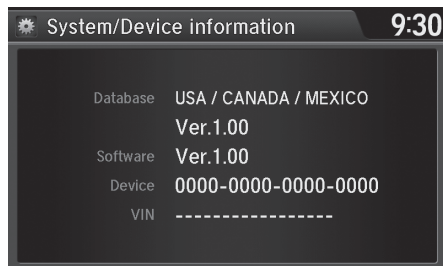 System/Device information 9:30
Database USA / CANADA / MEXICO
Ver.1.00
Software Ver.1.00
Device 0000-0000-0000-0000
VIN -----------------